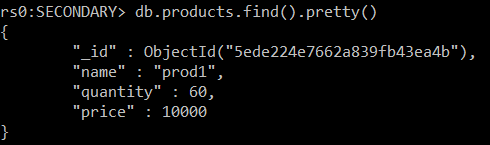 rs0:SECONDARY> db.products.find().pretty()
{
"_id" : ObjectId("5ede224e7662a839fb43ea4b"),
"name" : "prod1",
"quantity" : 60,
"price" : 10000
}